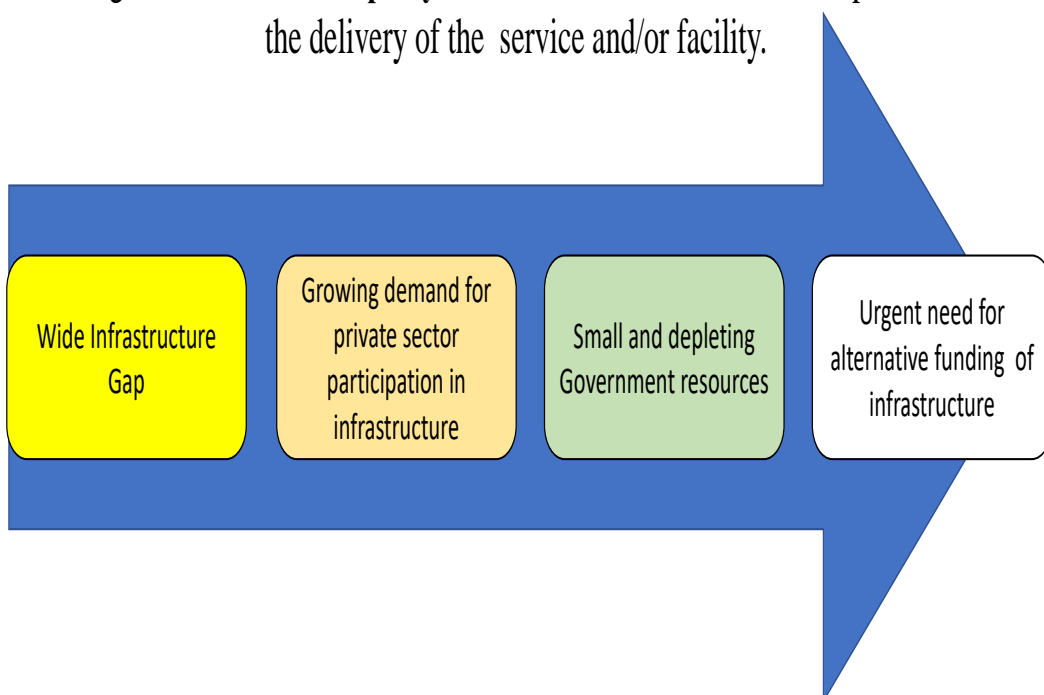 the delivery of the service and/or facility.
Wide Infrastructure
Gap
Growing demand for
private sector
participation in
infrastructure
Small and depleting
Government resources
Urgent need for
alternative funding of
infrastructure